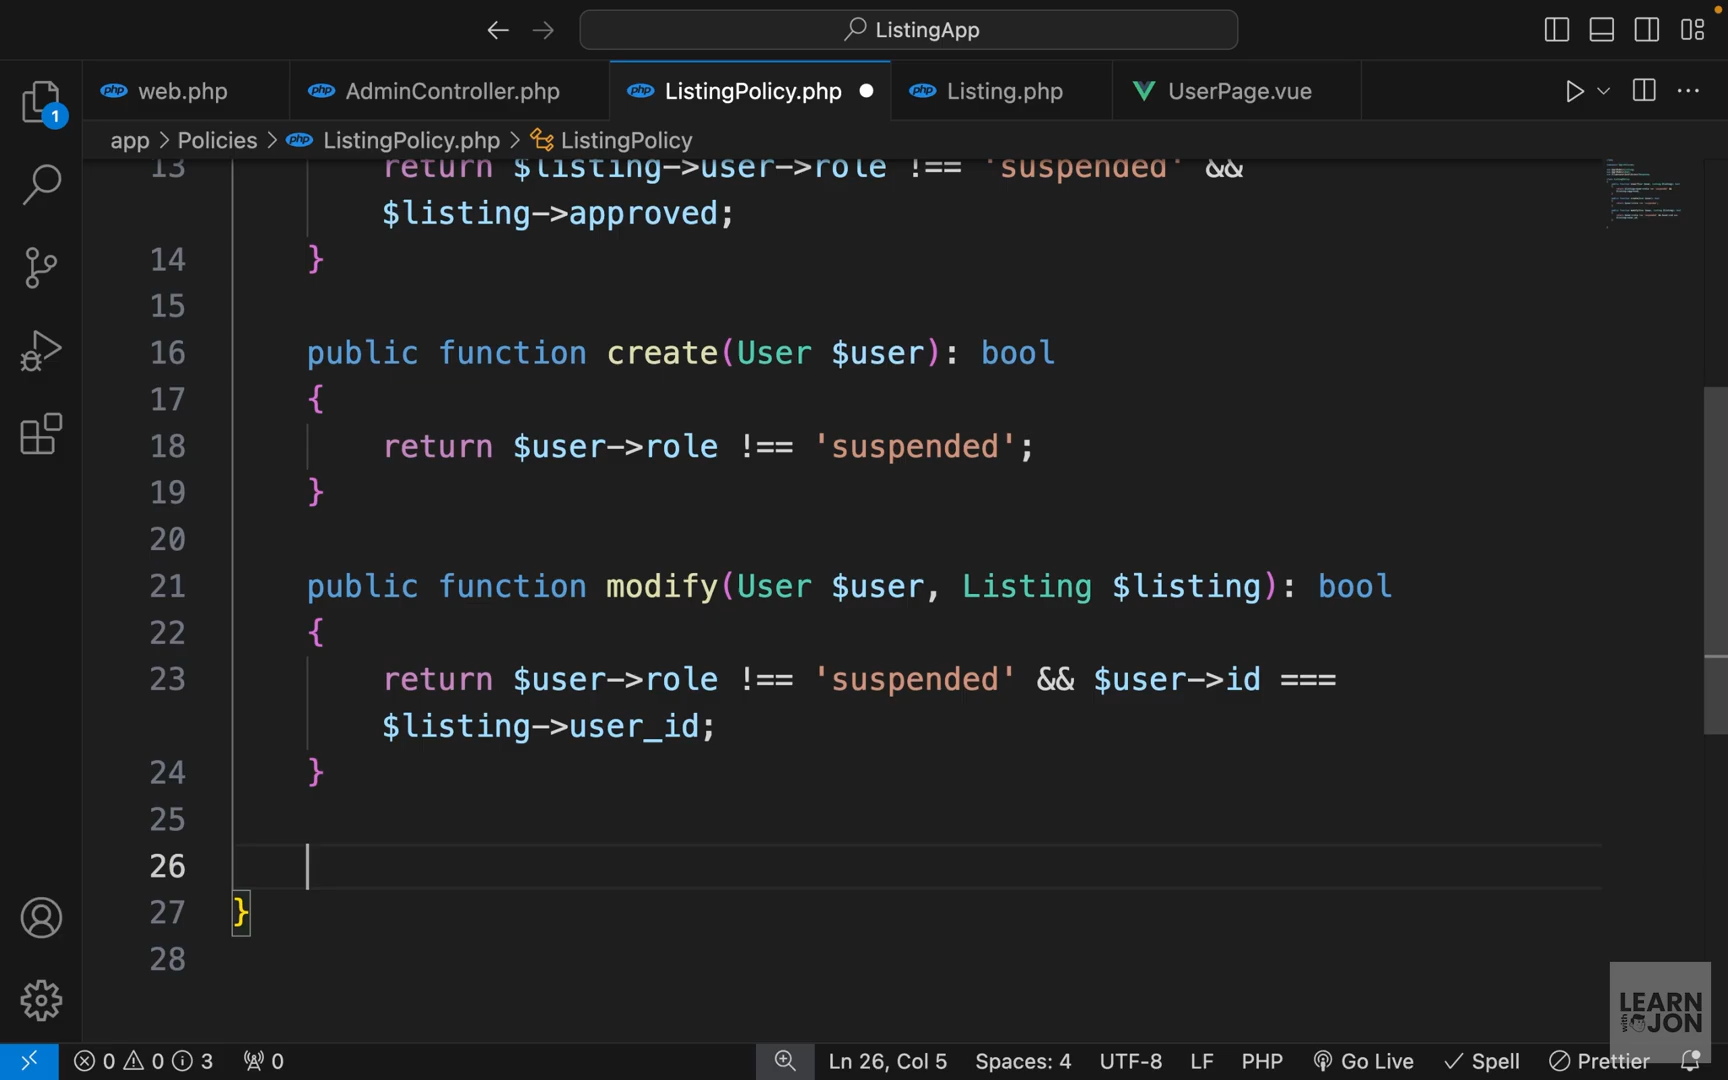 ListingApp
web.php
AdminController.php
ListingPolicy.php
Listing.php
UserPage.vue
app > Policies > ListingPolicy.php > ListingPolicy
13 return $listing->user->role !== 'suspended' &&
$listing->approved;
14 }
15
16 public function create(User $user): bool
17 {
18 return $user->role !== 'suspended';
19 }
20
21 public function modify(User $user, Listing $listing): bool
22 {
23 return $user->role !== 'suspended' && $user->id ===
$listing->user_id;
24 }
25
26
27 }
28
1
0 0 3 0 Ln 26, Col 5 Spaces: 4 UTF-8 LF PHP Go Live Spell Prettier
LEARN
with JON